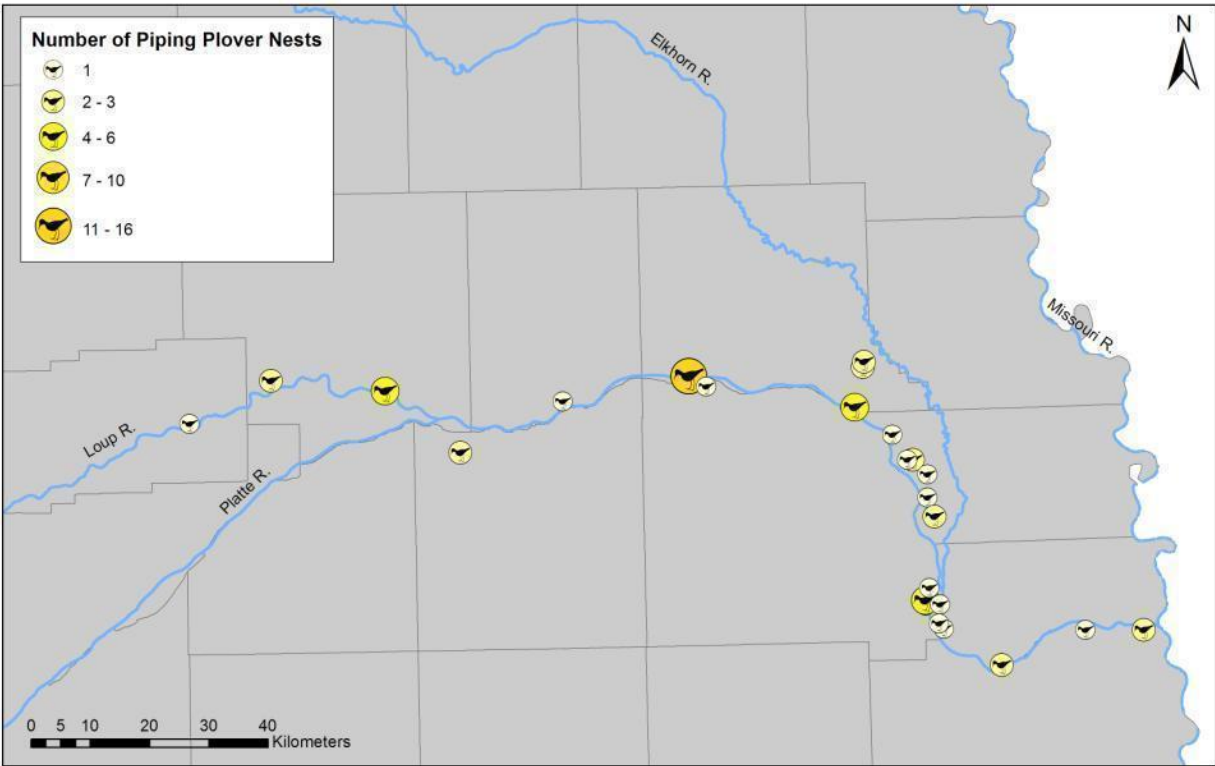 Number of Piping Plover Nests
1
2 - 3
4 - 6
7 - 10
11 - 16
N
Elkhorn R.
Missouri R.
Loup R.
Platte R.
0 5 10 20 30 40
Kilometers